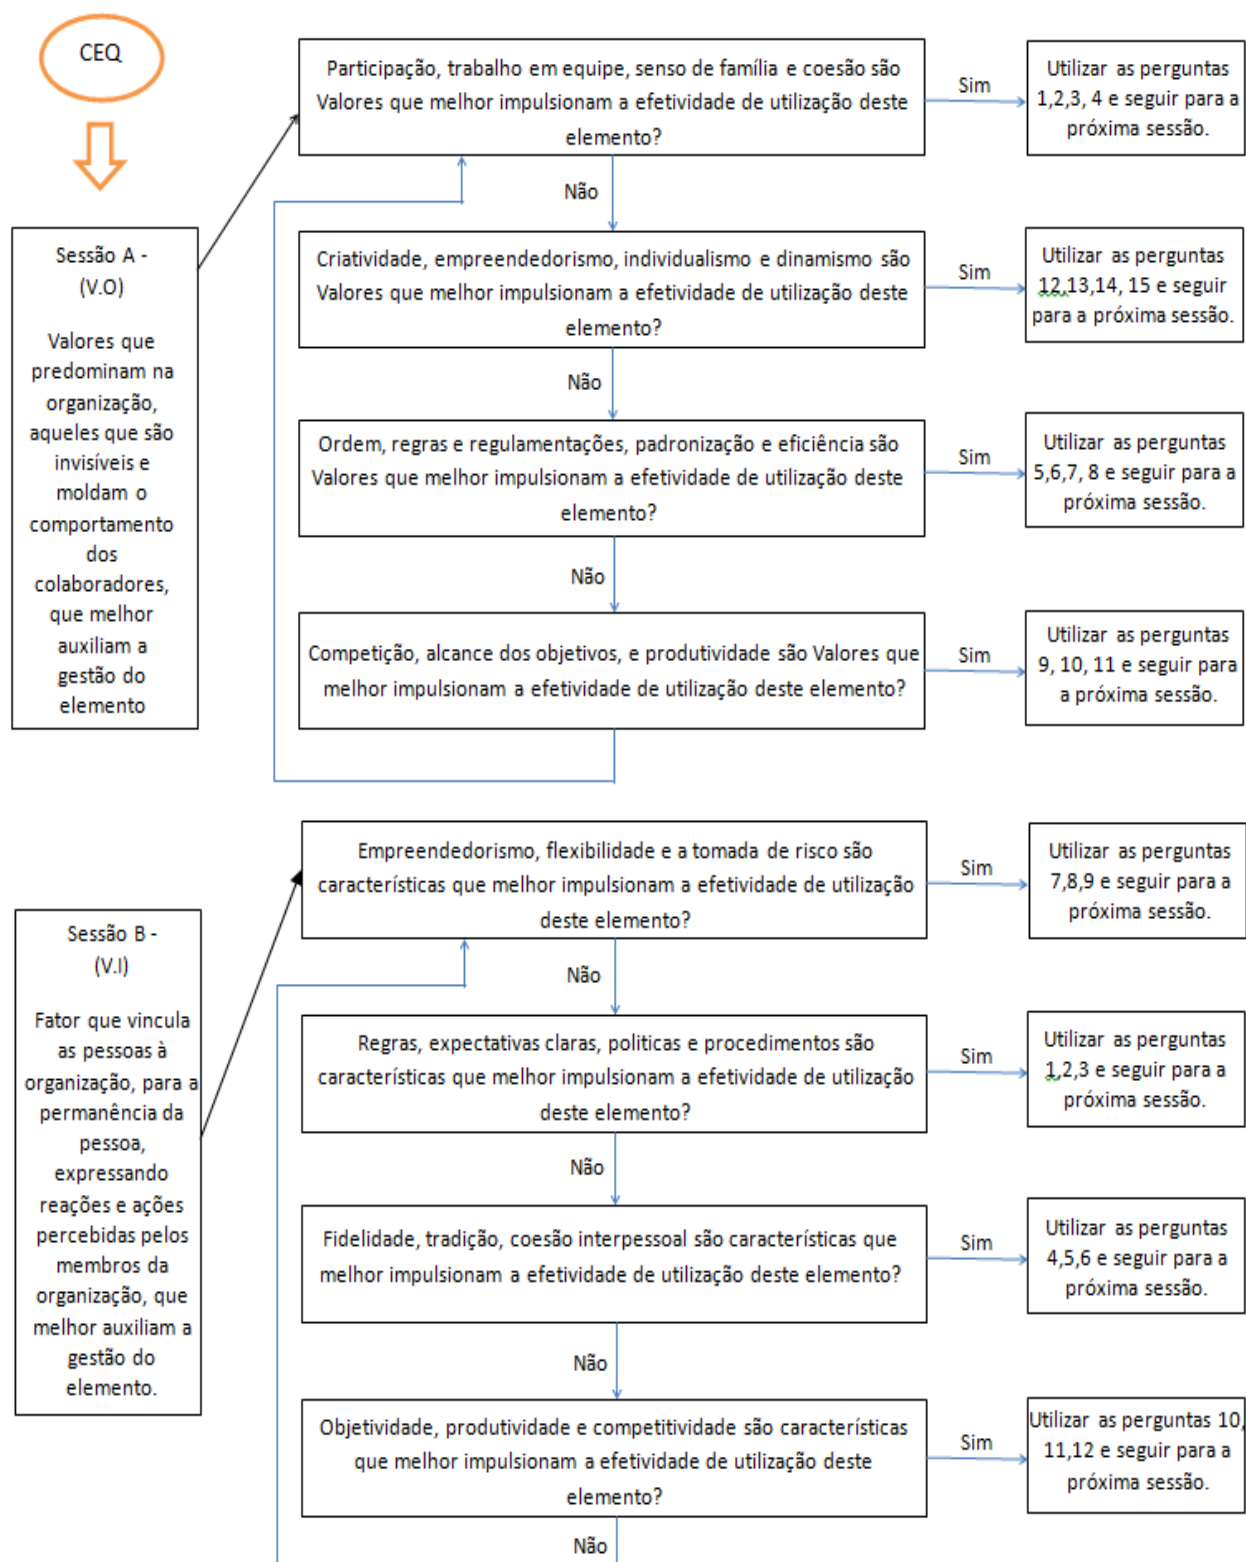 CEQ
Sessão A -
(V.O)
Valores que
predominam na
organização,
aqueles que são
invisíveis e
moldam o
comportamento
dos
colaboradores,
que melhor
auxiliam a
gestão do
elemento
Participação, trabalho em equipe, senso de família e coesão são
Valores que melhor impulsionam a efetividade de utilização deste
elemento?
Sim
Utilizar as perguntas
1,2,3, 4 e seguir para a
próxima sessão.
Não
Criatividade, empreendedorismo, individualismo e dinamismo são
Valores que melhor impulsionam a efetividade de utilização deste
elemento?
Sim
Utilizar as perguntas
12,13,14, 15 e seguir
para a próxima sessão.
Não
Ordem, regras e regulamentações, padronização e eficiência são
Valores que melhor impulsionam a efetividade de utilização deste
elemento?
Sim
Utilizar as perguntas
5,6,7, 8 e seguir para a
próxima sessão.
Não
Competição, alcance dos objetivos, e produtividade são Valores que
melhor impulsionam a efetividade de utilização deste elemento?
Sim
Utilizar as perguntas
9, 10, 11 e seguir para
a próxima sessão.
Sessão B -
(V.I)
Fator que vincula
as pessoas à
organização, para a
permanência da
pessoa,
expressando
reações e ações
percebidas pelos
membros da
organização, que
melhor auxiliam a
gestão do
elemento.
Empreendedorismo, flexibilidade e a tomada de risco são
características que melhor impulsionam a efetividade de utilização
deste elemento?
Sim
Utilizar as perguntas
7,8,9 e seguir para a
próxima sessão.
Não
Regras, expectativas claras, politicas e procedimentos são
características que melhor impulsionam a efetividade de utilização
deste elemento?
Sim
Utilizar as perguntas
1,2,3 e seguir para a
próxima sessão.
Não
Fidelidade, tradição, coesão interpessoal são características que
melhor impulsionam a efetividade de utilização deste elemento?
Sim
Utilizar as perguntas
4,5,6 e seguir para a
próxima sessão.
Não
Objetividade, produtividade e competitividade são características
que melhor impulsionam a efetividade de utilização deste
elemento?
Sim
Utilizar as perguntas 10,
11,12 e seguir para a
próxima sessão.
Não